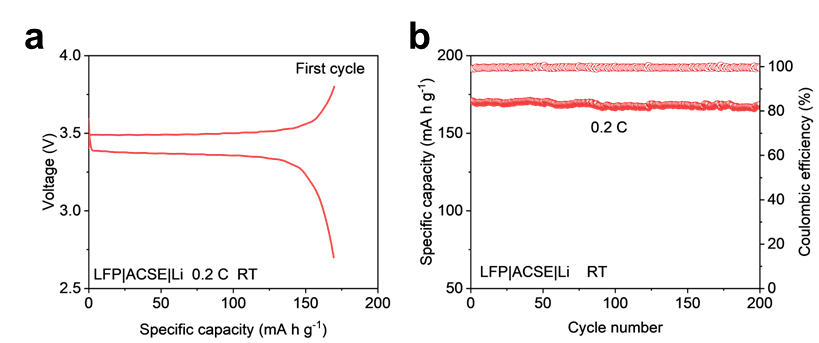 a
4.0
3.5
3.0
2.5
Voltage (V)
First cycle
LFP|ACSE|Li 0.2 C RT
0 50 100 150 200
Specific capacity (mA h g-1)
b
200
150
100
50
Specific capacity (mA h g-1)
0.2 C
LFP|ACSE|Li RT
100
80
60
40
20
0
Coulombic efficiency (%)
0 50 100 150 200
Cycle number